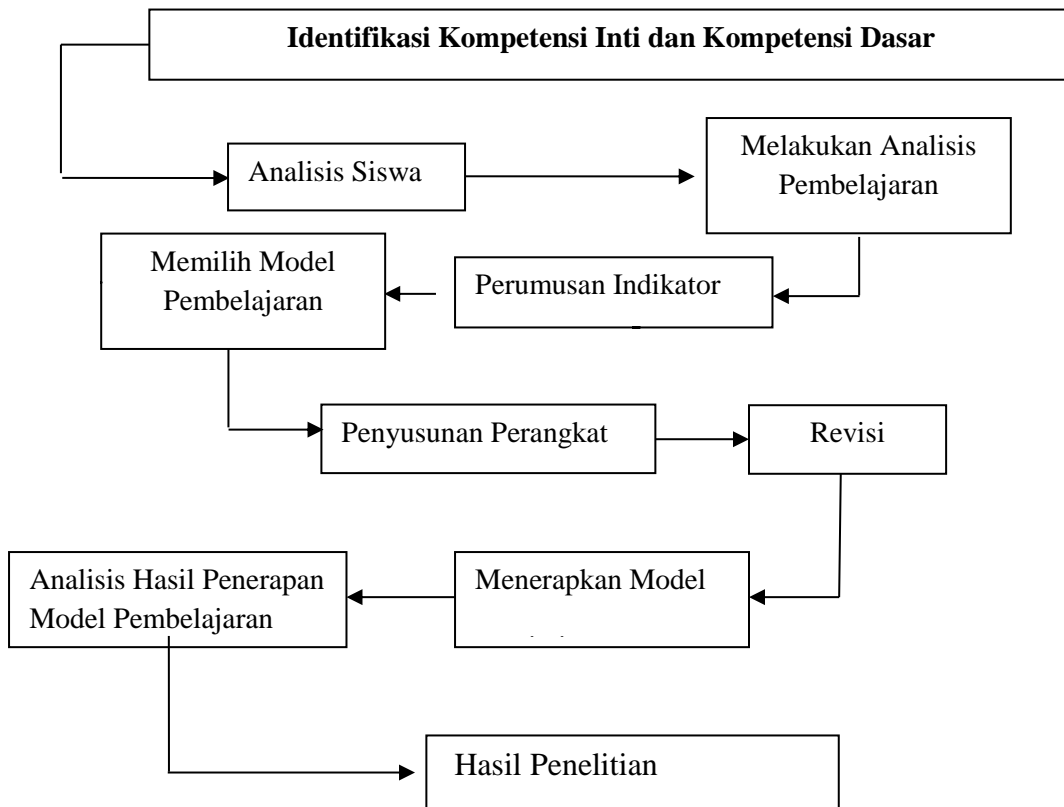 Identifikasi Kompetensi Inti dan Kompetensi Dasar
Analisis Siswa
Melakukan Analisis
Pembelajaran
Perumusan Indikator
Memilih Model
Pembelajaran
Penyusunan Perangkat
Revisi
Menerapkan Model
Analisis Hasil Penerapan
Model Pembelajaran
Hasil Penelitian